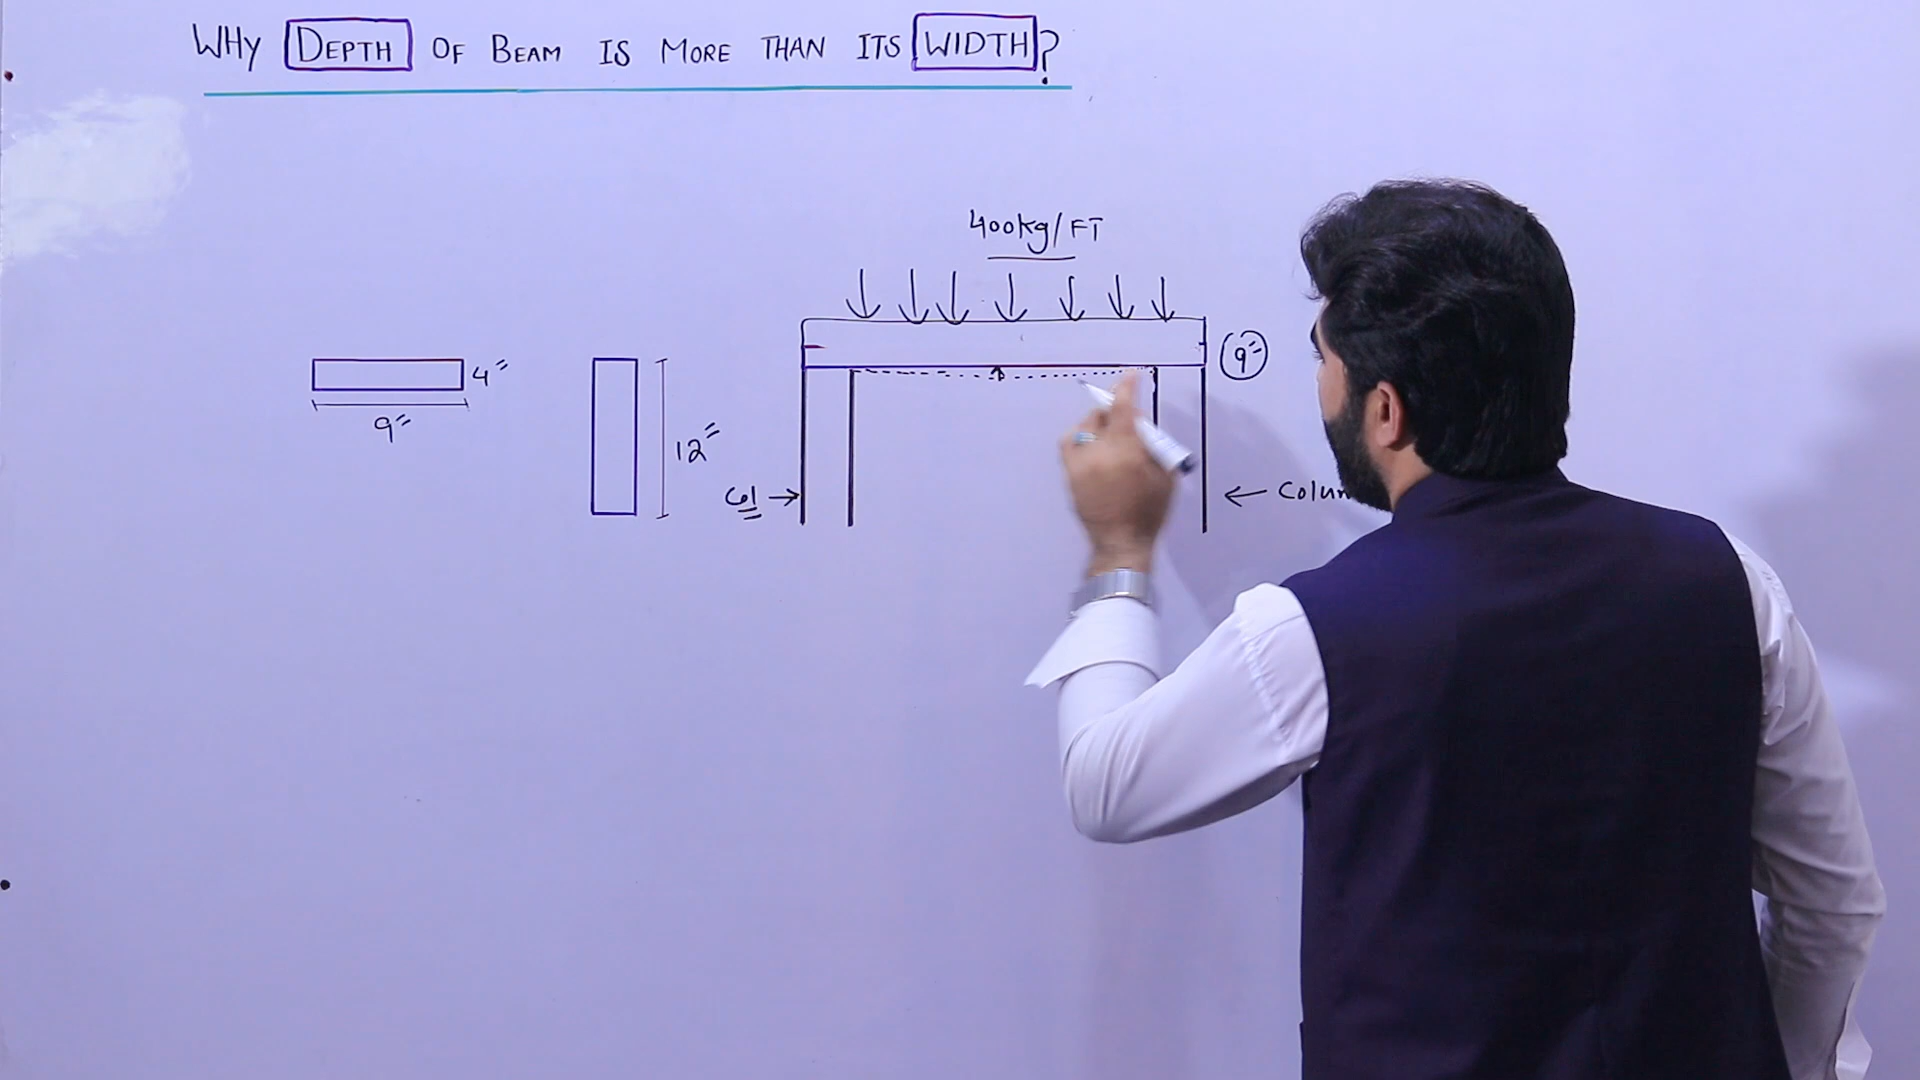 WHY DEPTH OF BEAM IS MORE THAN ITS WIDTH?
400kg/FT
9"
4"
9"
12"
Col